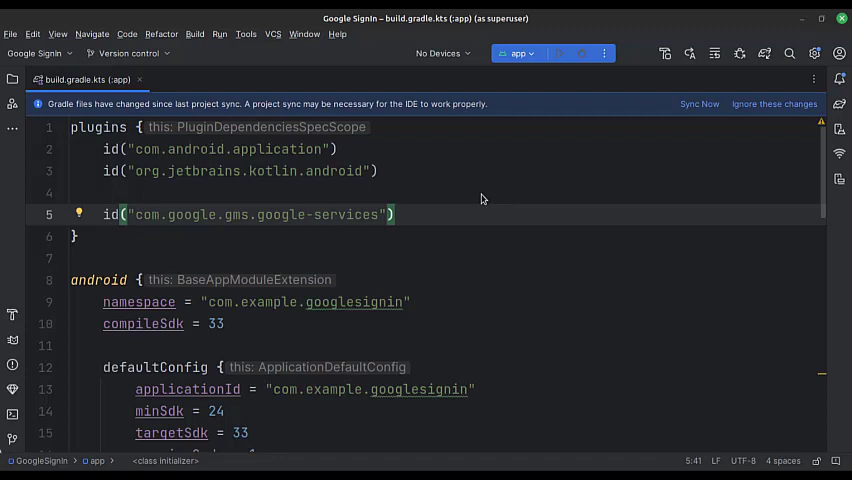 Google SignIn – build.gradle.kts (:app) (as superuser)
File Edit View Navigate Code Refactor Build Run Tools VCS Window Help
Google SignIn Version control No Devices app
build.gradle.kts (:app)
Gradle files have changed since last project sync. A project sync may be necessary for the IDE to work properly. Sync Now Ignore these changes
1 plugins { this: PluginDependenciesSpecScope
2 id("com.android.application")
3 id("org.jetbrains.kotlin.android")
4
5 id("com.google.gms.google-services")
6 }
7
8 android { this: BaseAppModuleExtension
9 namespace = "com.example.googlesignin"
10 compileSdk = 33
11
12 defaultConfig { this: ApplicationDefaultConfig
13 applicationId = "com.example.googlesignin"
14 minSdk = 24
15 targetSdk = 33
GoogleSignIn > app > <class initializer> 5:41 LF UTF-8 4 spaces